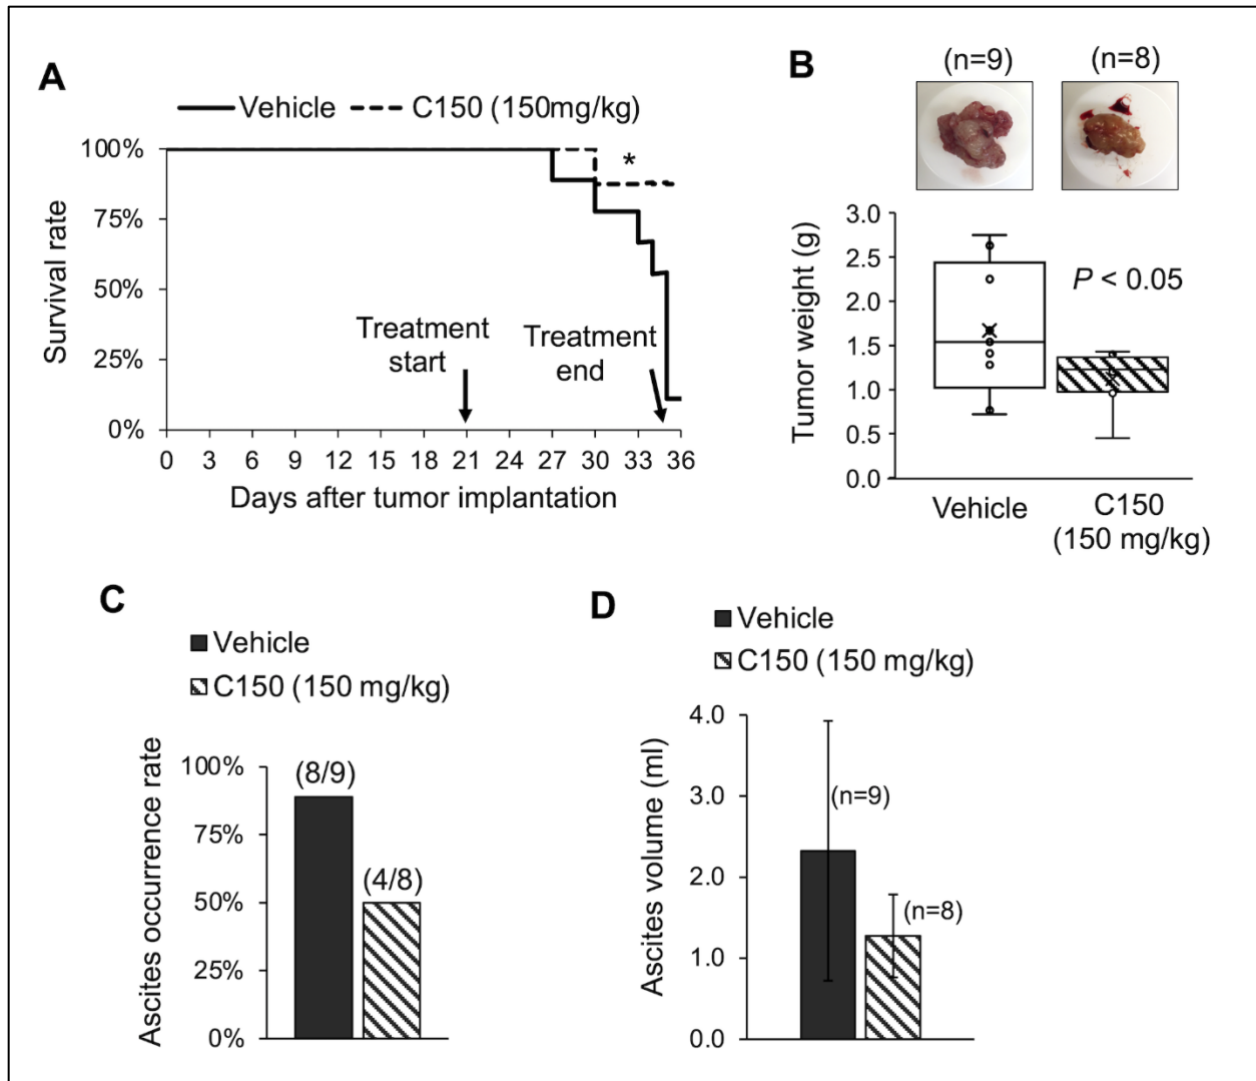 A
Vehicle
C150 (150mg/kg)
100%
75%
50%
25%
0%
Survival rate
Treatment
start
Treatment
end
*
0 3 6 9 12 15 18 21 24 27 30 33 36
Days after tumor implantation
B
(n=9)
(n=8)
3.0
2.5
2.0
1.5
1.0
0.5
0.0
Tumor weight (g)
P < 0.05
Vehicle
C150
(150 mg/kg)
C
Vehicle
C150 (150 mg/kg)
100%
75%
50%
25%
0%
Ascites occurrence rate
(8/9)
(4/8)
D
Vehicle
C150 (150 mg/kg)
4.0
3.0
2.0
1.0
0.0
Ascites volume (ml)
(n=9)
(n=8)